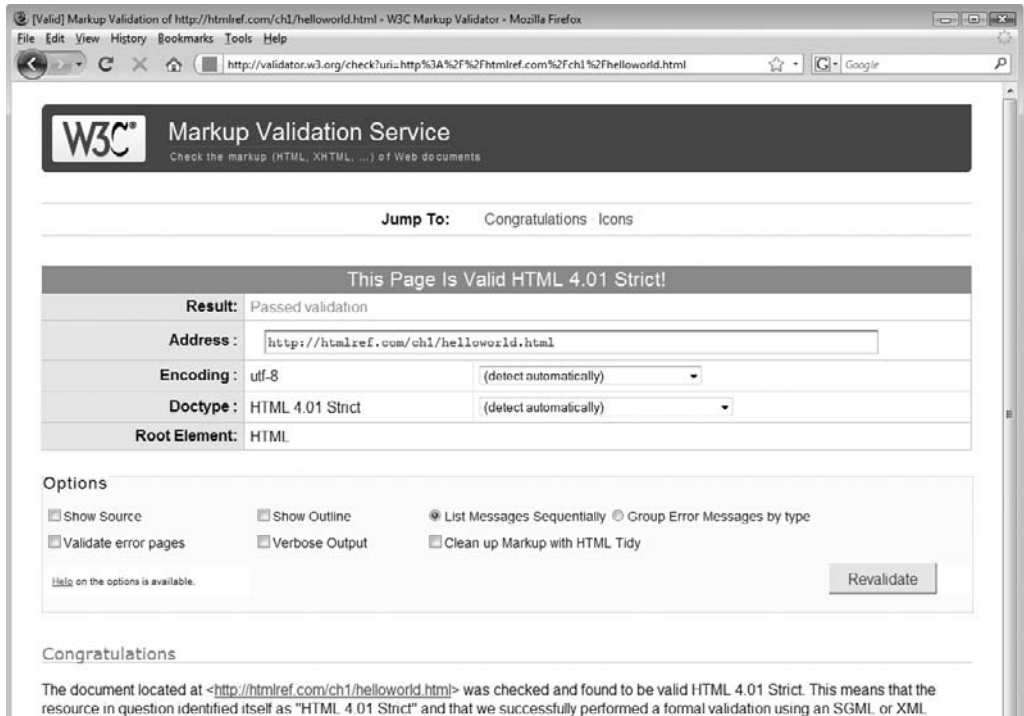 [Valid] Markup Validation of http://htmlref.com/ch1/helloworld.html - W3C Markup Validator - Mozilla Firefox
File Edit View History Bookmarks Tools Help
http://validator.w3.org/check?uri=http%3A%2F%2Fhtmlref.com%2Fch1%2Fhelloworld.html
G Google
W3C® Markup Validation Service
Check the markup (HTML, XHTML, ...) of Web documents
Jump To: Congratulations Icons
This Page Is Valid HTML 4.01 Strict!
Result: Passed validation
Address : http://htmlref.com/ch1/helloworld.html
Encoding : utf-8 (detect automatically)
Doctype : HTML 4.01 Strict (detect automatically)
Root Element: HTML
Options
Show Source Show Outline List Messages Sequentially Group Error Messages by type
Validate error pages Verbose Output Clean up Markup with HTML Tidy
Help on the options is available. Revalidate
Congratulations
The document located at <http://htmlref.com/ch1/helloworld.html> was checked and found to be valid HTML 4.01 Strict. This means that the
resource in question identified itself as "HTML 4.01 Strict" and that we successfully performed a formal validation using an SGML or XML